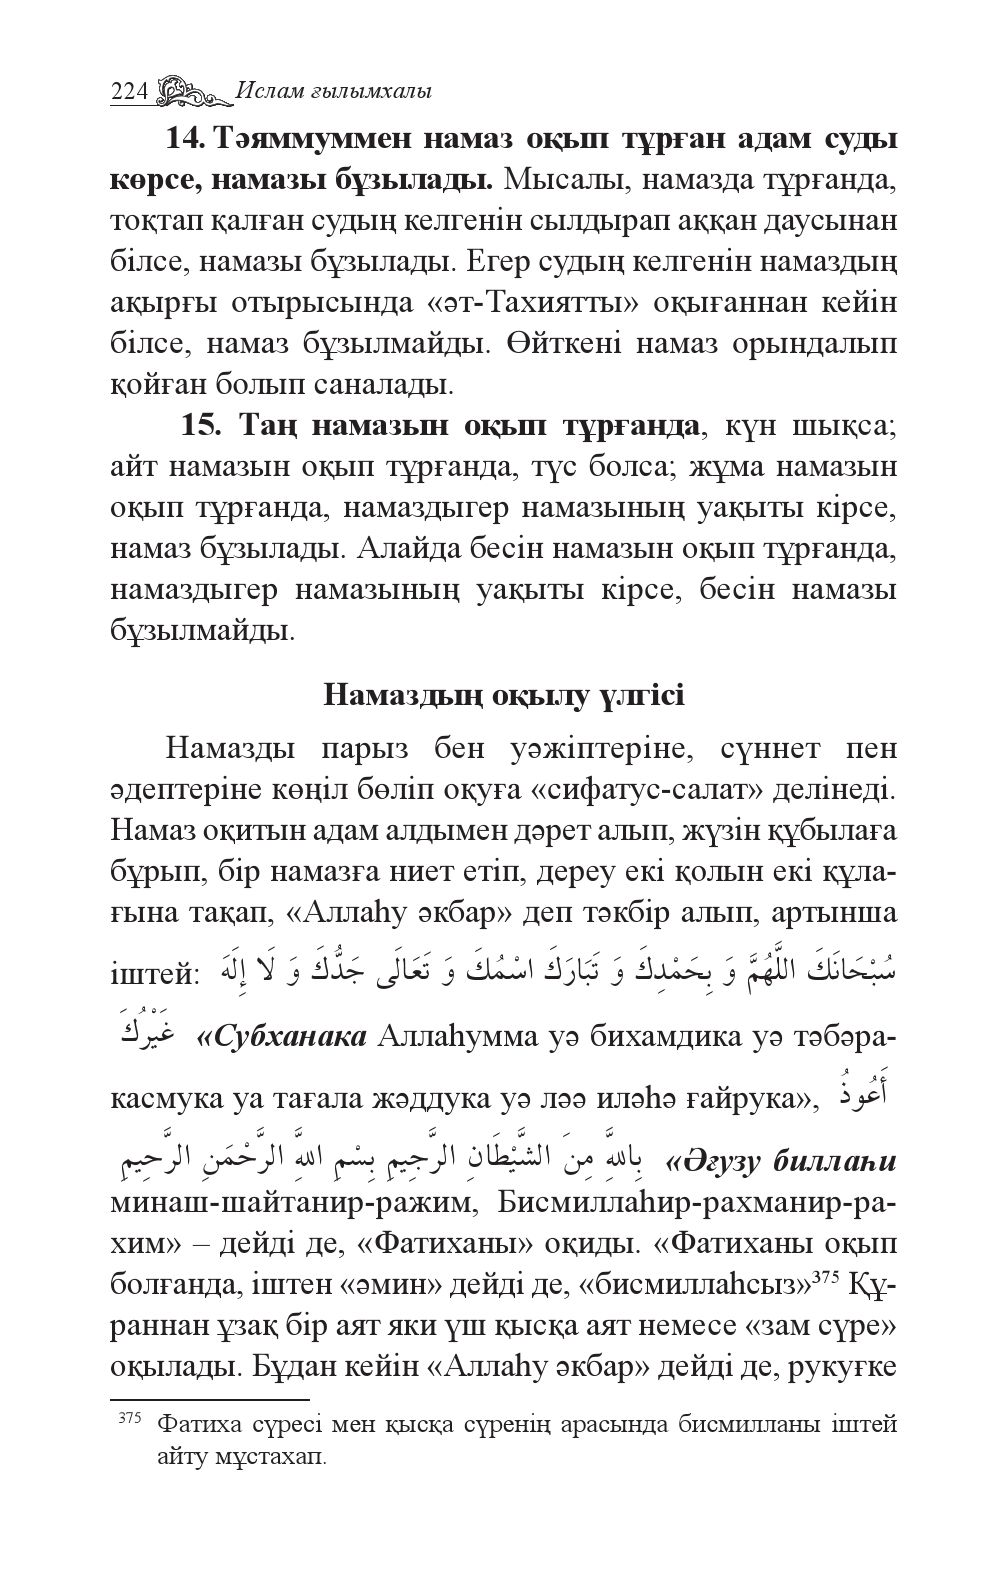 224 Ислам ғылымхалы
14. Тәяммуммен намаз оқып тұрған адам суды
көрсе, намазы бұзылады. Мысалы, намазда тұрғанда,
тоқтап қалған судың келгенін сылдырап аққан даусынан
білсе, намазы бұзылады. Егер судың келгенін намаздың
ақырғы отырысында «әт-Тахиятты» оқығаннан кейін
білсе, намаз бұзылмайды. Өйткені намаз орындалып
қойған болып саналады.
15. Таң намазын оқып тұрғанда, күн шықса;
айт намазын оқып тұрғанда, түс болса; жұма намазын
оқып тұрғанда, намаздыгер намазының уақыты кірсе,
намаз бұзылады. Алайда бесін намазын оқып тұрғанда,
намаздыгер намазының уақыты кірсе, бесін намазы
бұзылмайды.
Намаздың оқылу үлгісі
Намазды парыз бен уәжіптеріне, сүннет пен
әдептеріне көңіл бөліп оқуға «сифатус-салат» делінеді.
Намаз оқитын адам алдымен дәрет алып, жүзін құбылаға
бұрып, бір намазға ниет етіп, дереу екі қолын екі құла-
ғына тақап, «Аллаһу әкбар» деп тәкбір алып, артынша
іштей: سُبْحَانَكَ اللَّهُمَّ وَ بِحَمْدِكَ وَ تَبَارَكَ اسْمُكَ وَ تَعَالَى جَدُّكَ وَ لَا إِلَهَ
غَيْرُكَ «Субханака Аллаһумма уә бихамдика уә тәбәра-
касмука уа тағала жәддука уә ләә иләһә ғайрука», أَعُوذُ
بِاللَّهِ مِنَ الشَّيْطَانِ الرَّجِيمِ بِسْمِ اللَّهِ الرَّحْمَنِ الرَّحِيمِ «Әғузу биллаһи
минаш-шайтанир-ражим, Бисмиллаһир-рахманир-ра-
хим» – дейді де, «Фатиханы» оқиды. «Фатиханы оқып
болғанда, іштен «әмин» дейді де, «бисмиллаһсыз»³⁷⁵ Құ-
раннан ұзақ бір аят яки үш қысқа аят немесе «зам сүре»
оқылады. Бұдан кейін «Аллаһу әкбар» дейді де, рукуғке
³⁷⁵ Фатиха сүресі мен қысқа сүренің арасында бисмилланы іштей
айту мұстахап.